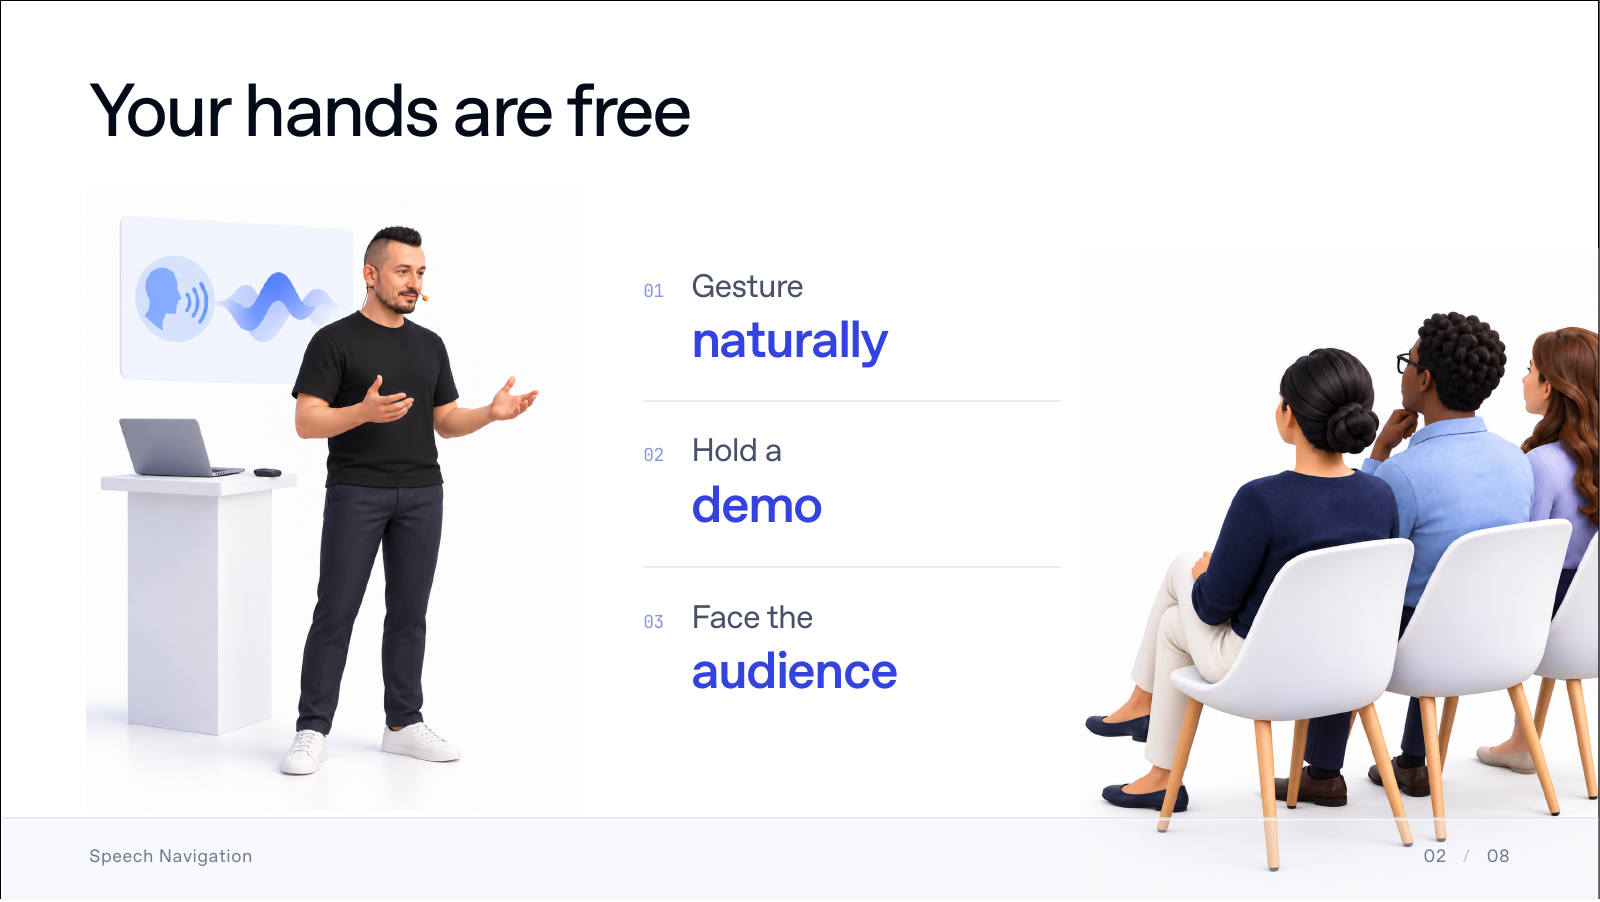 Your hands are free
01 Gesture
naturally
02 Hold a
demo
03 Face the
audience
Speech Navigation
02 / 08